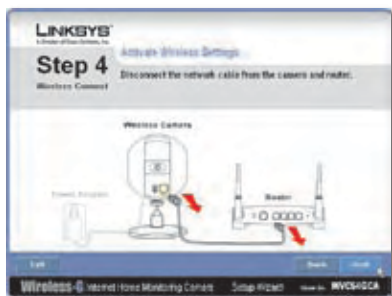 LINKSYS®
A Division of Cisco Systems, Inc.
Activate Wireless Settings
Step 4
Wireless Connect
Disconnect the network cable from the camera and router.
Wireless Camera
Power Adapter
Router
Exit
Back
Next
Wireless-G Internet Home Monitoring Camera Setup Wizard Model No. WVC54GCA